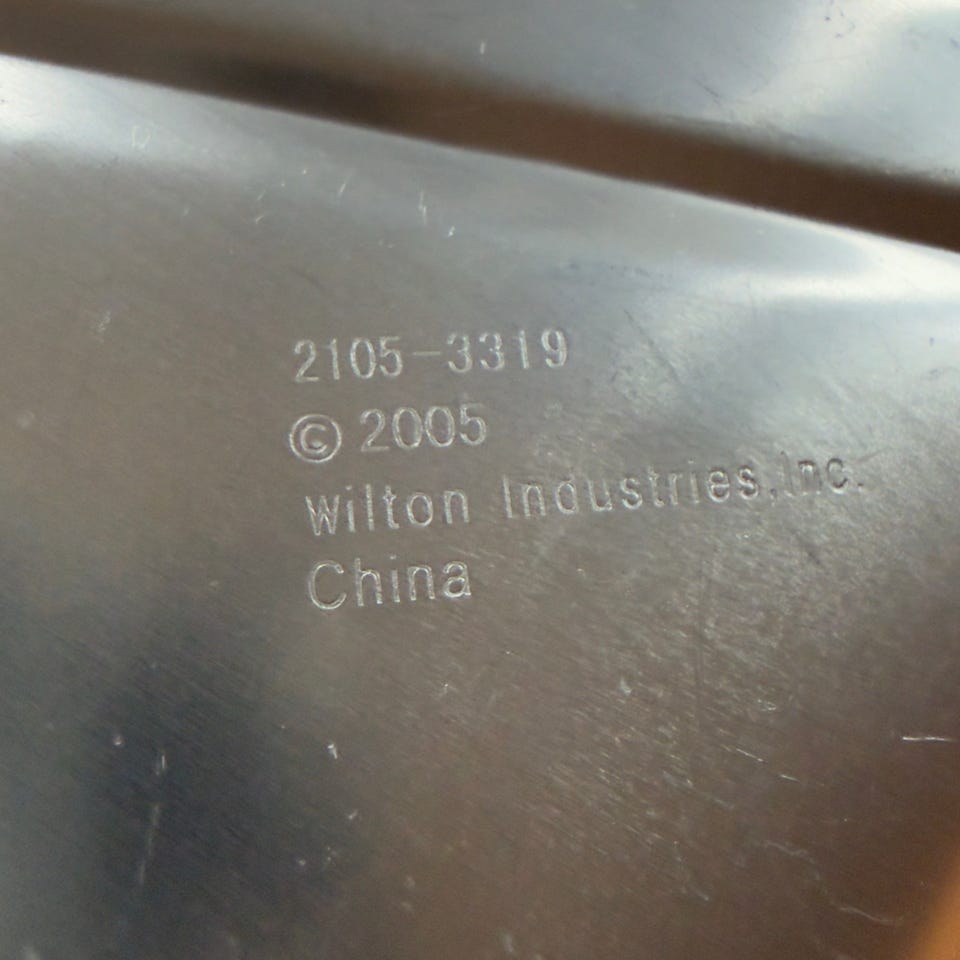 2105-3319
© 2005
Wilton Industries,Inc.
China